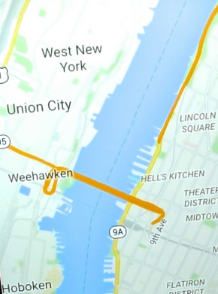 West New
York
Union City
LINCOLN
SQUARE
Weehawken
HELL'S KITCHEN
THEATER
DISTRICT
MIDTOW
9A
9th Ave
Hoboken
FLATIRON
DISTRICT